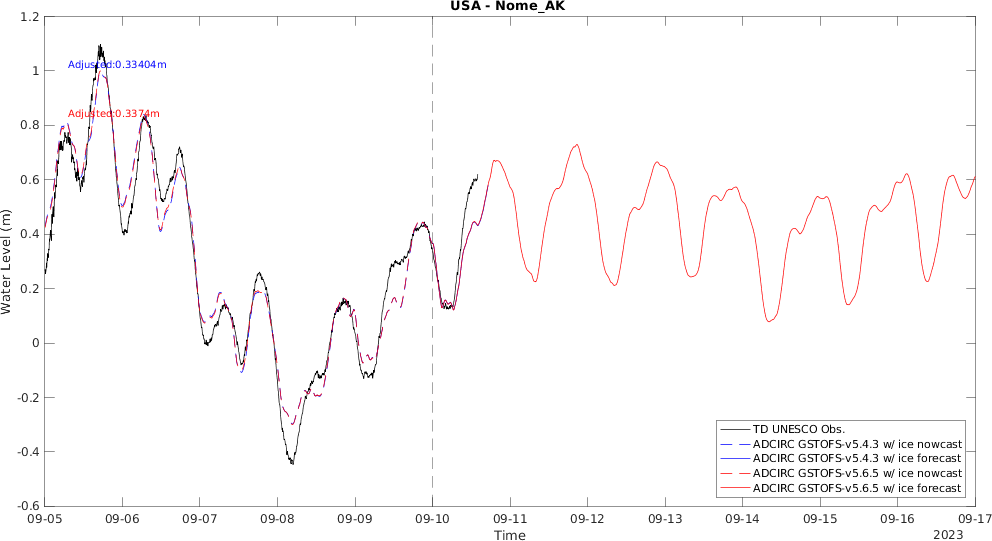 USA - Nome_AK
1.2
1
0.8
0.6
0.4
0.2
0
-0.2
-0.4
-0.6
Water Level (m)
Adjusted:0.33404m
Adjusted:0.3374m
TD UNESCO Obs.
ADCIRC GSTOFS-v5.4.3 w/ ice nowcast
ADCIRC GSTOFS-v5.4.3 w/ ice forecast
ADCIRC GSTOFS-v5.6.5 w/ ice nowcast
ADCIRC GSTOFS-v5.6.5 w/ ice forecast
09-05 09-06 09-07 09-08 09-09 09-10 09-11 09-12 09-13 09-14 09-15 09-16 09-17
Time
2023